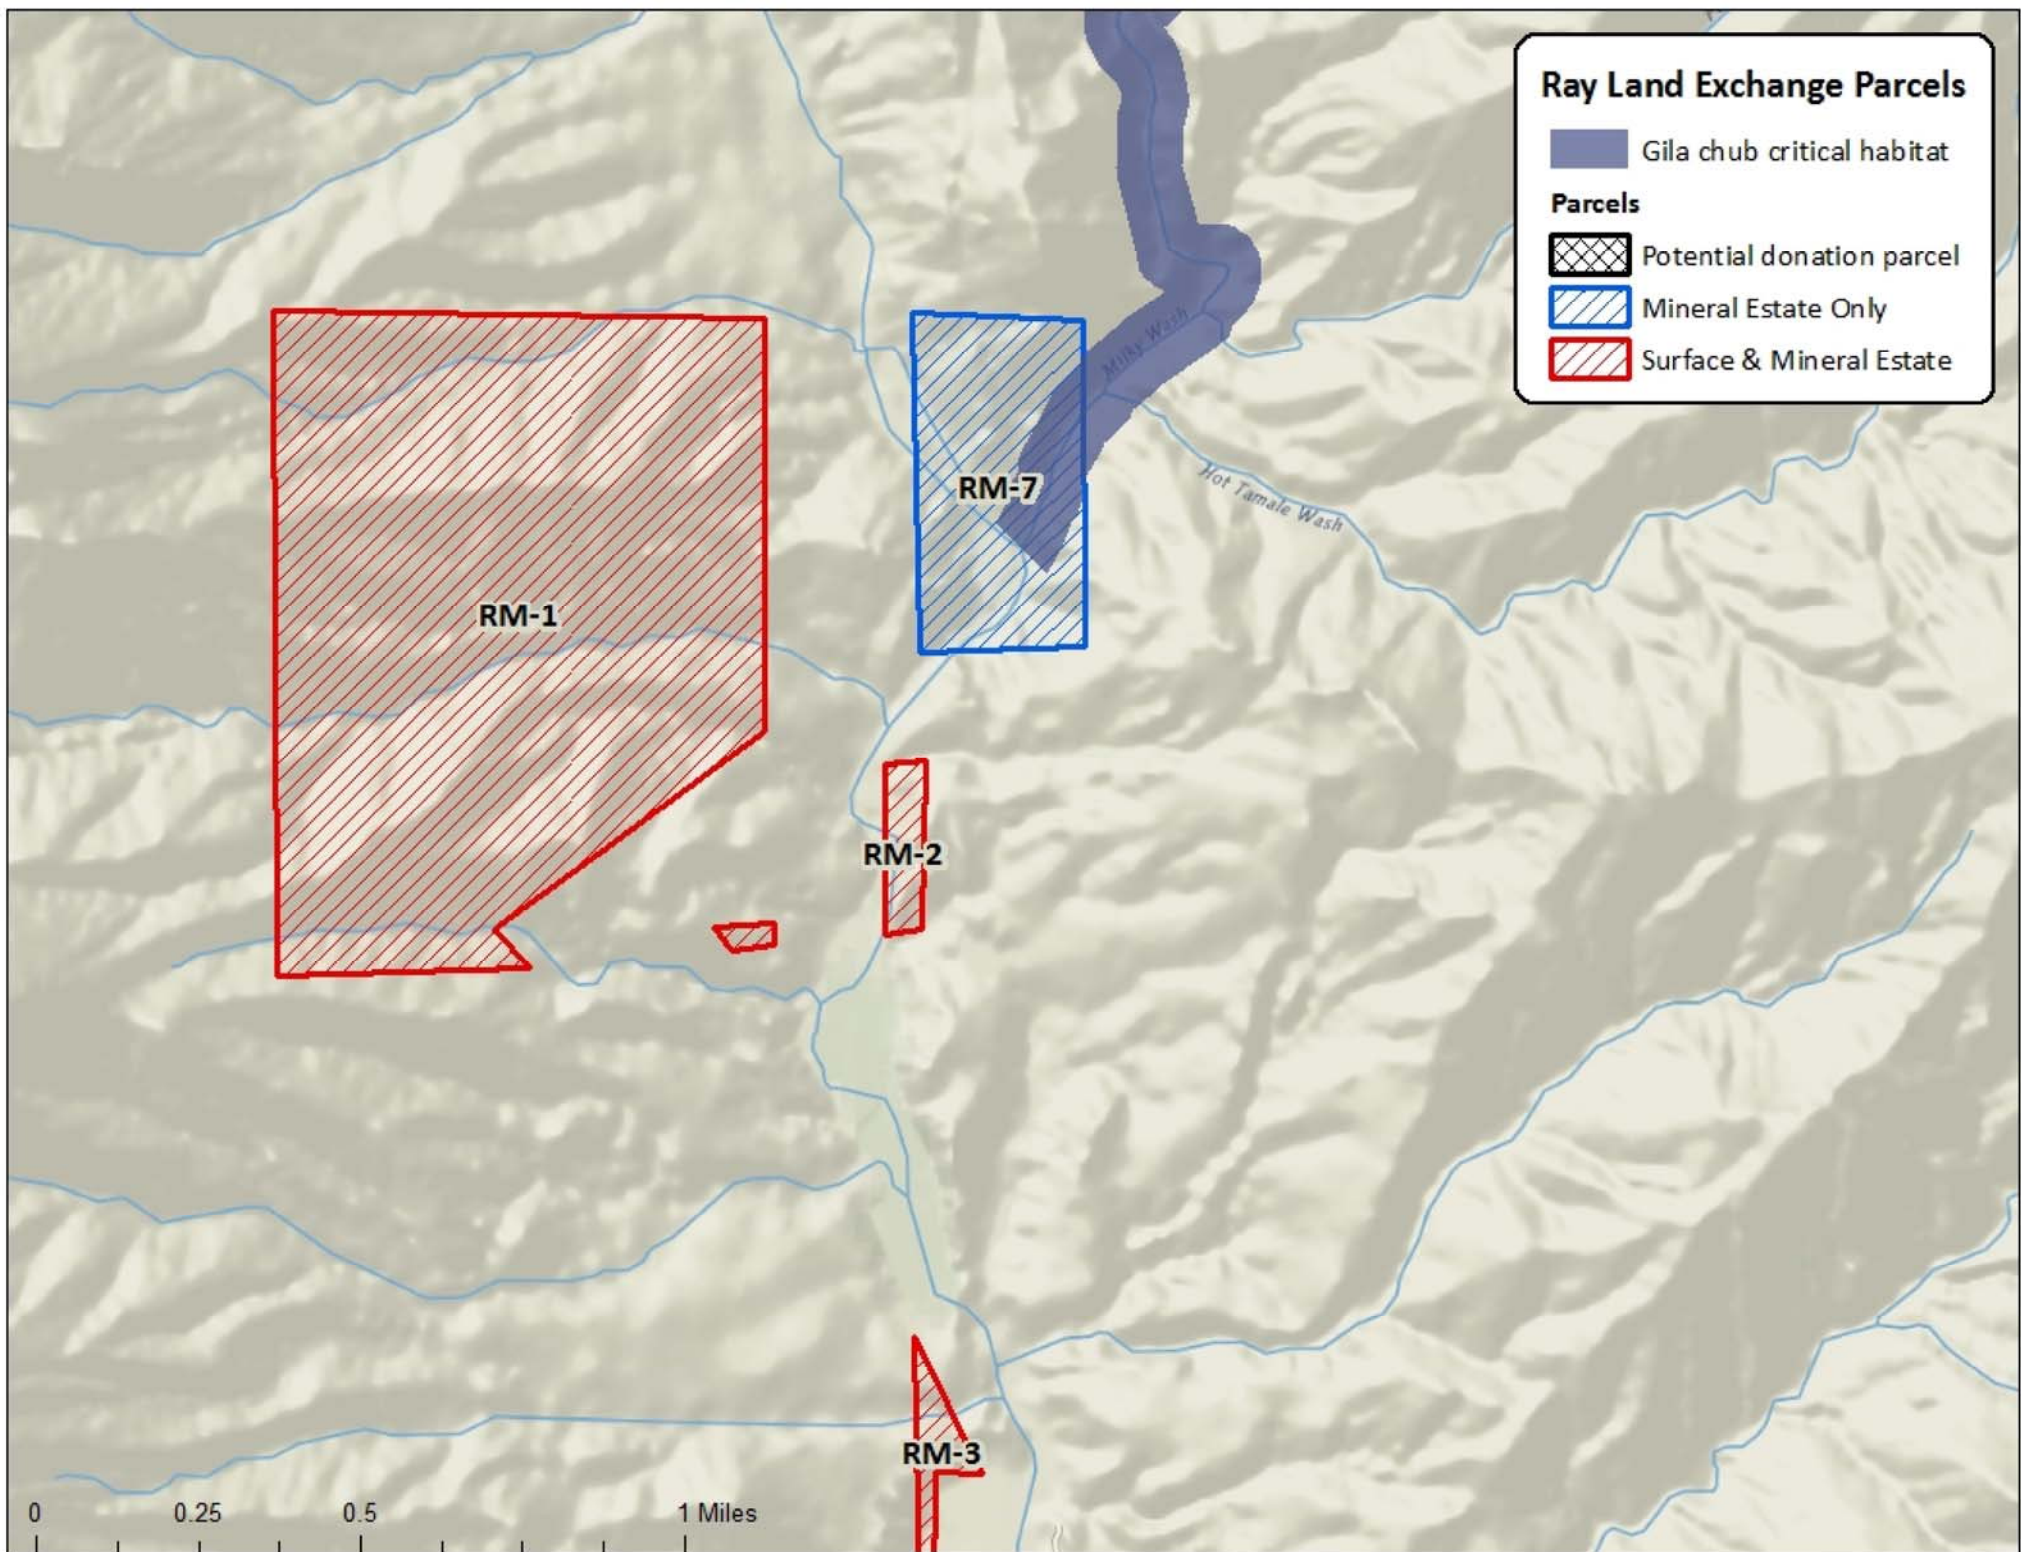 Ray Land Exchange Parcels
Gila chub critical habitat
Parcels
Potential donation parcel
Mineral Estate Only
Surface & Mineral Estate
Milky Wash
RM-7
Hot Tamale Wash
RM-1
RM-2
RM-3
0 0.25 0.5 1 Miles